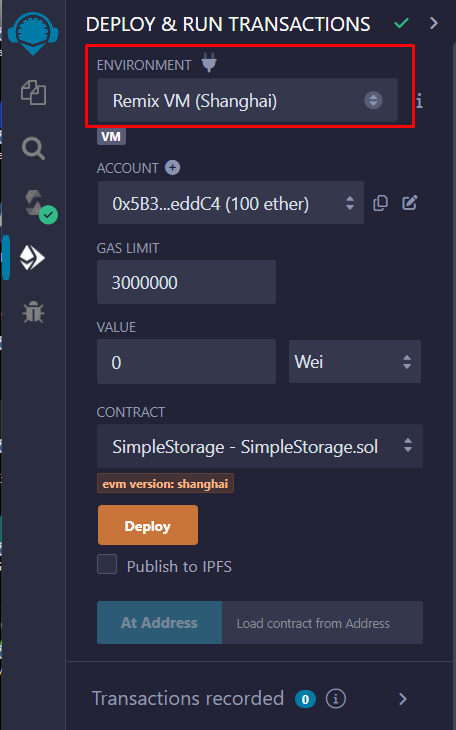 DEPLOY & RUN TRANSACTIONS
ENVIRONMENT
Remix VM (Shanghai)
VM
ACCOUNT
0x5B3...eddC4 (100 ether)
GAS LIMIT
3000000
VALUE
0 Wei
CONTRACT
SimpleStorage - SimpleStorage.sol
evm version: shanghai
Deploy
Publish to IPFS
At Address Load contract from Address
Transactions recorded 0